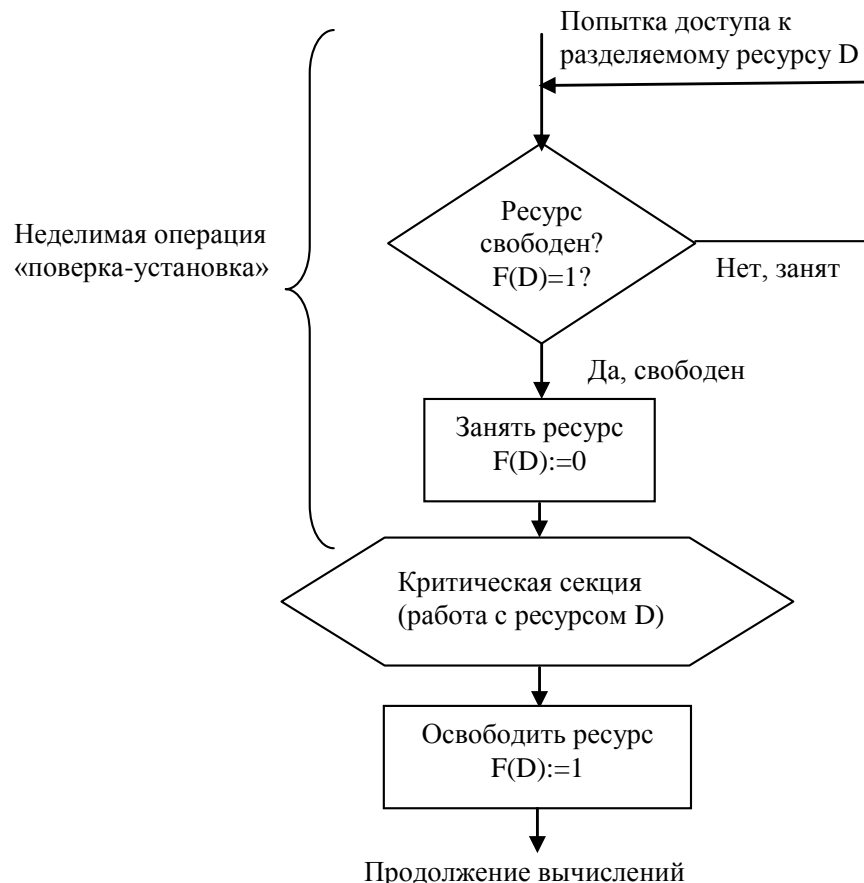 Попытка доступа к
разделяемому ресурсу D
Неделимая операция
«поверка-установка»
Ресурс
свободен?
F(D)=1?
Нет, занят
Да, свободен
Занять ресурс
F(D):=0
Критическая секция
(работа с ресурсом D)
Освободить ресурс
F(D):=1
Продолжение вычислений